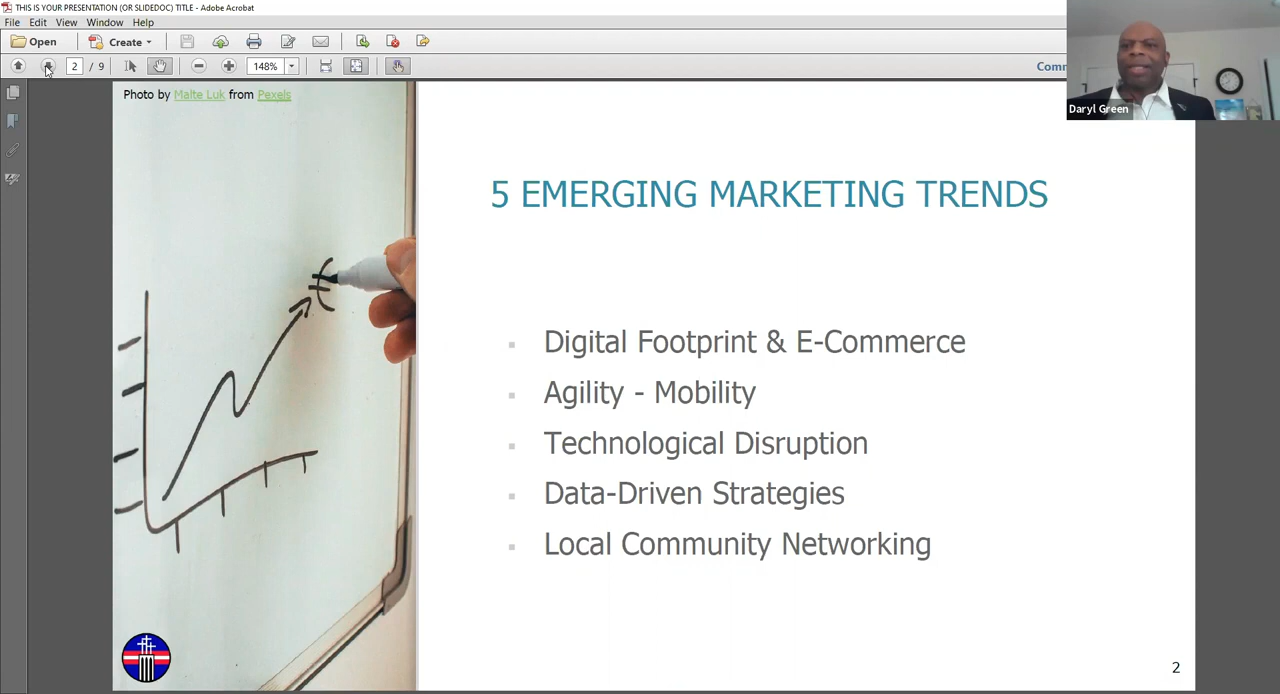 THIS IS YOUR PRESENTATION (OR SLIDEDOC) TITLE - Adobe Acrobat
File Edit View Window Help
Open Create
2 / 9 148% Comm
Daryl Green
Photo by Malte Luk from Pexels
5 EMERGING MARKETING TRENDS
Digital Footprint & E-Commerce
Agility - Mobility
Technological Disruption
Data-Driven Strategies
Local Community Networking
2